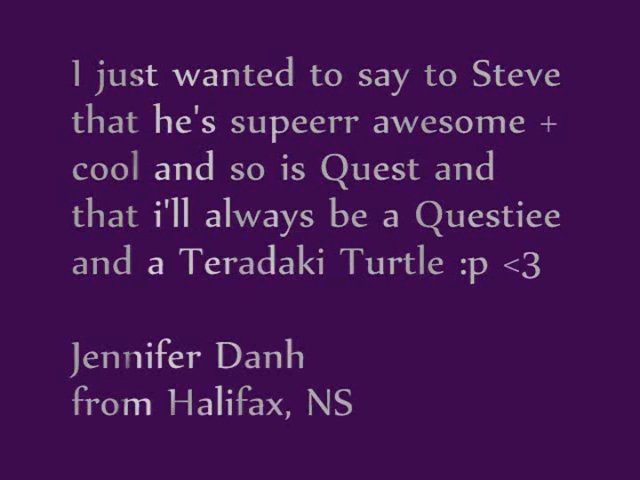 I just wanted to say to Steve
that he's supeerr awesome +
cool and so is Quest and
that i'll always be a Questiee
and a Teradaki Turtle :p <3
Jennifer Danh
from Halifax, NS